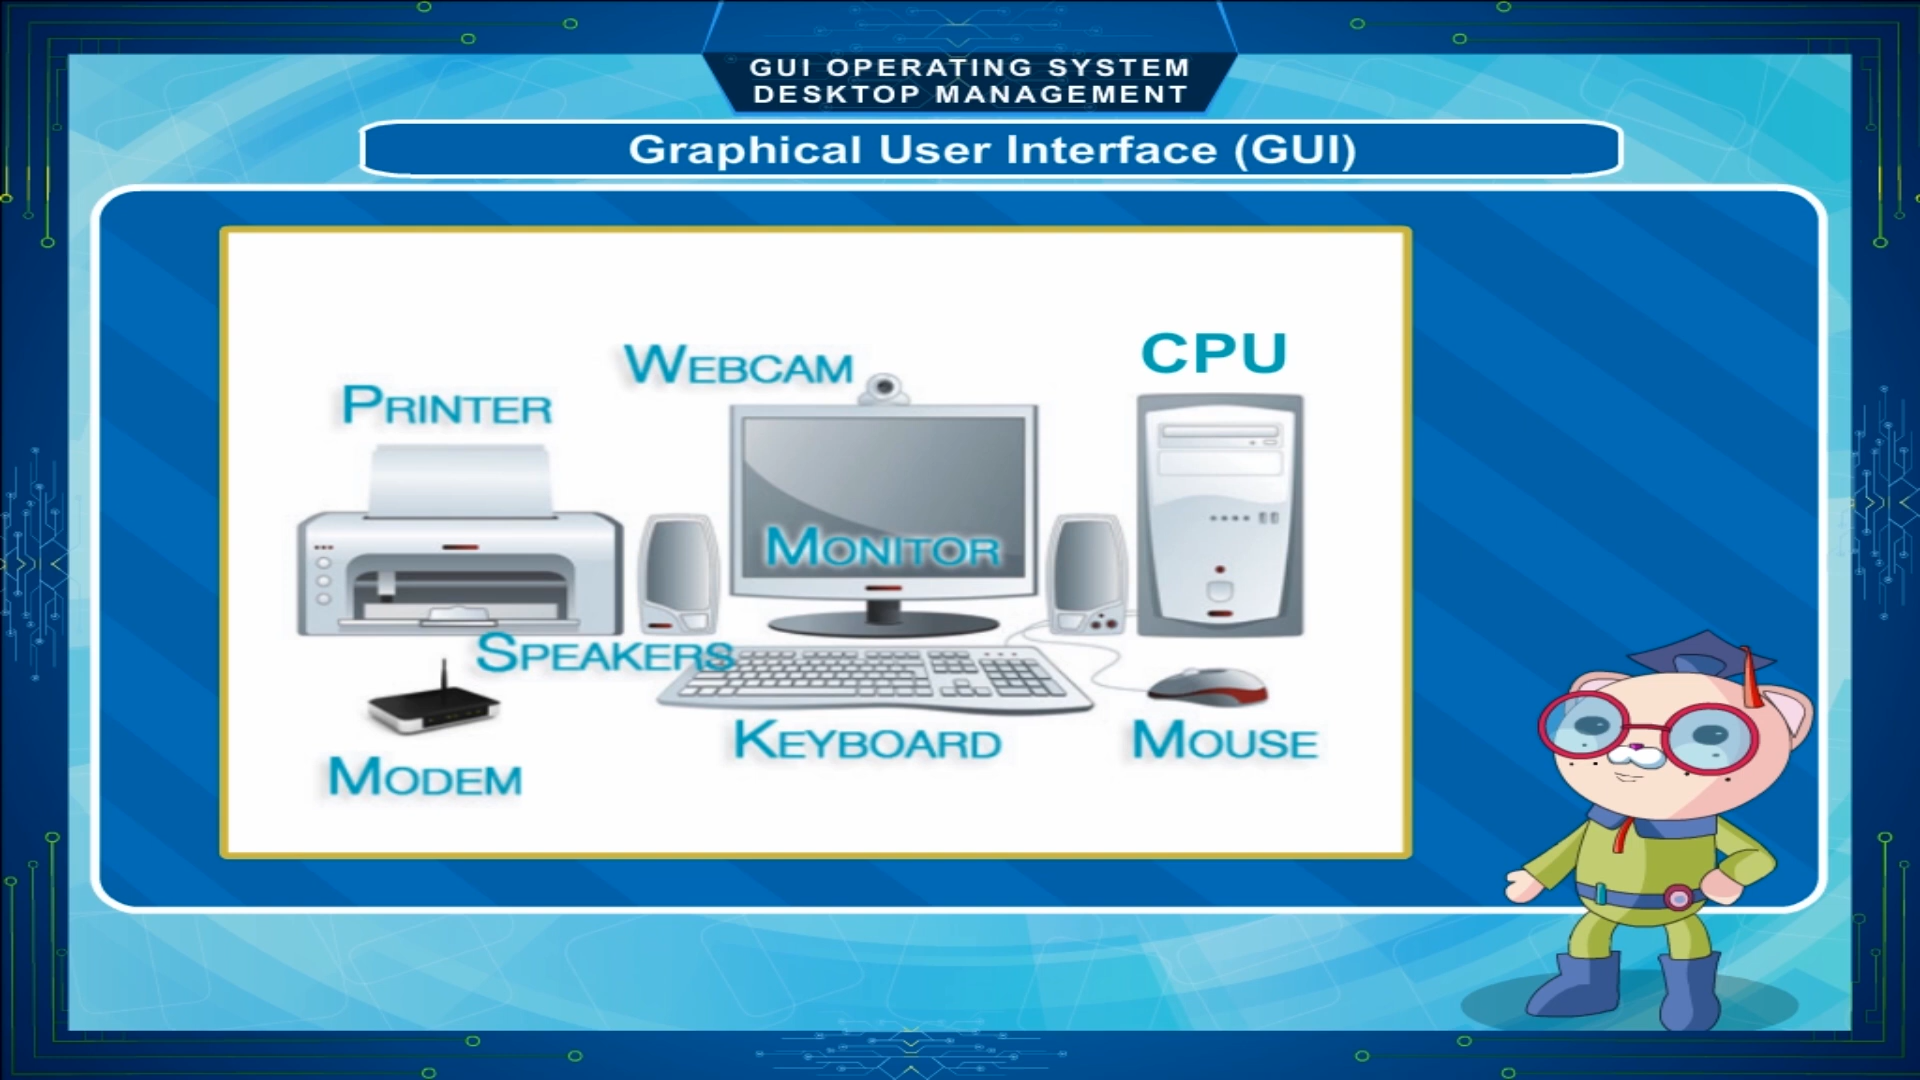 GUI OPERATING SYSTEM
DESKTOP MANAGEMENT
Graphical User Interface (GUI)
CPU
WEBCAM
PRINTER
MONITOR
SPEAKERS
KEYBOARD
MOUSE
MODEM